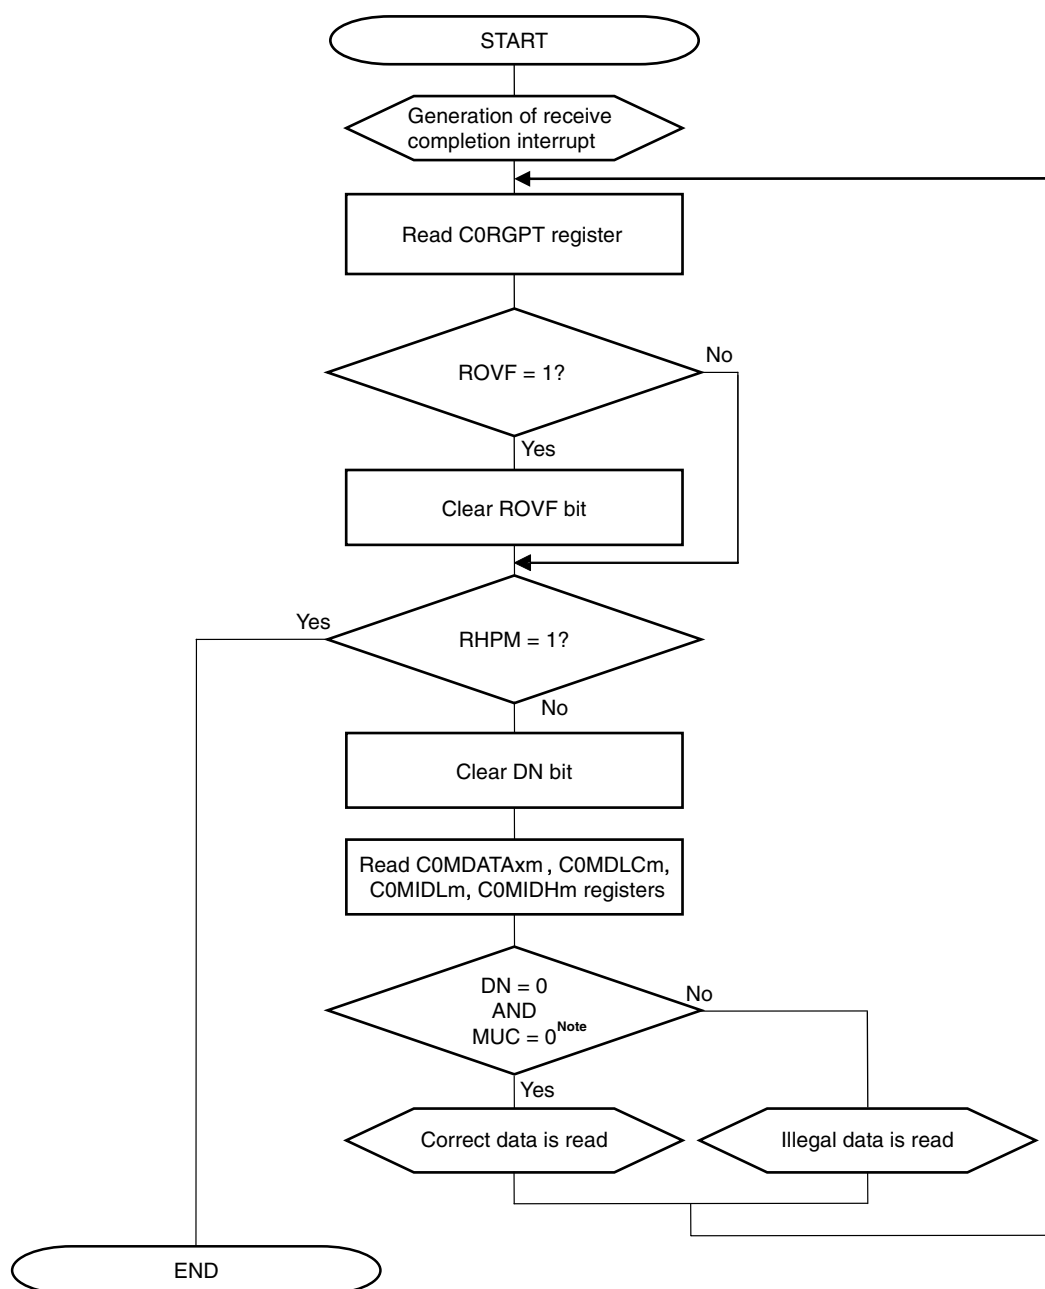 START
Generation of receive
completion interrupt
Read C0RGPT register
ROVF = 1?
No
Yes
Clear ROVF bit
Yes
RHPM = 1?
No
Clear DN bit
Read C0MDATAxm, C0MDLCm,
C0MIDLm, C0MIDHm registers
DN = 0
AND
MUC = 0Note
No
Yes
Correct data is read
Illegal data is read
END